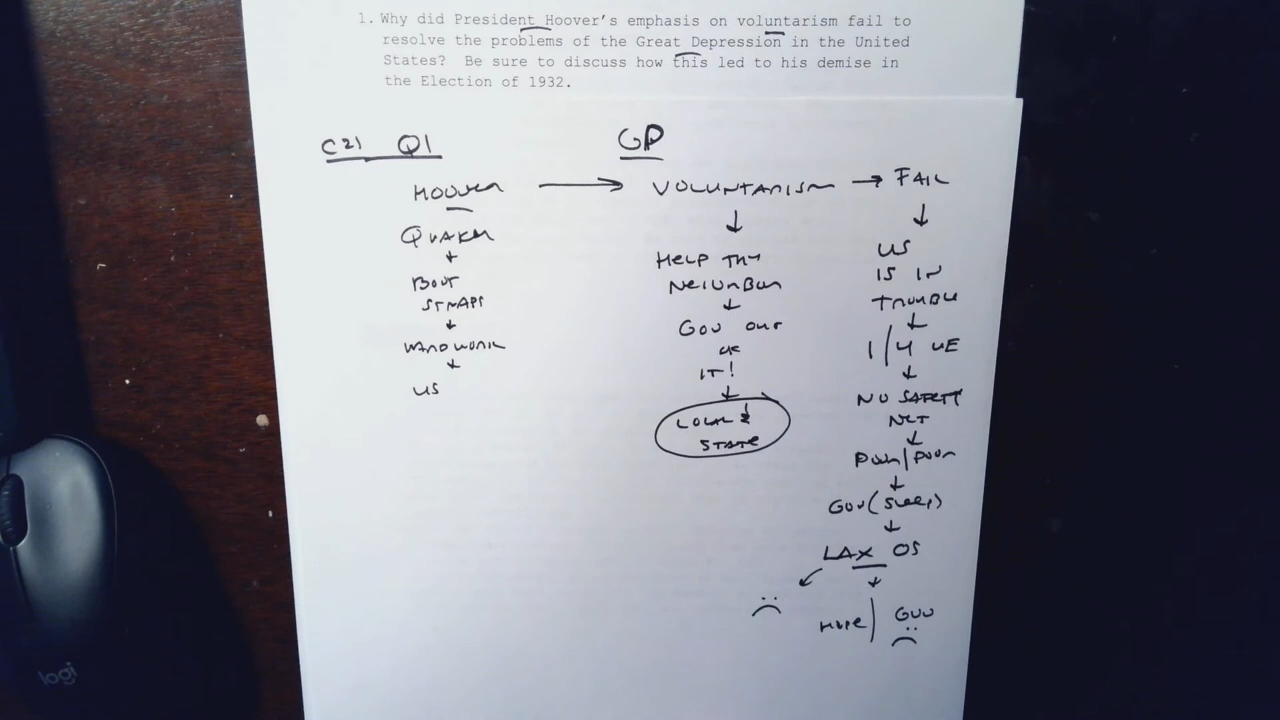 1. Why did President Hoover's emphasis on voluntarism fail to
resolve the problems of the Great Depression in the United
States? Be sure to discuss how this led to his demise in
the Election of 1932.
C21 Q1
GD
HOOVER → VOLUNTARISM → FAIL
QUAKER
BOOT
STRAPS
HARDWORK
US
HELP THY
NEIGHBOR
GOV OUT
OF
IT!
LOCAL &
STATE
US
IS IN
TROUBLE
1/4 UE
NO SAFETY
NET
POOR/POOR
GOV (SLEEP)
LAX OS
HOPE | GOV
logi